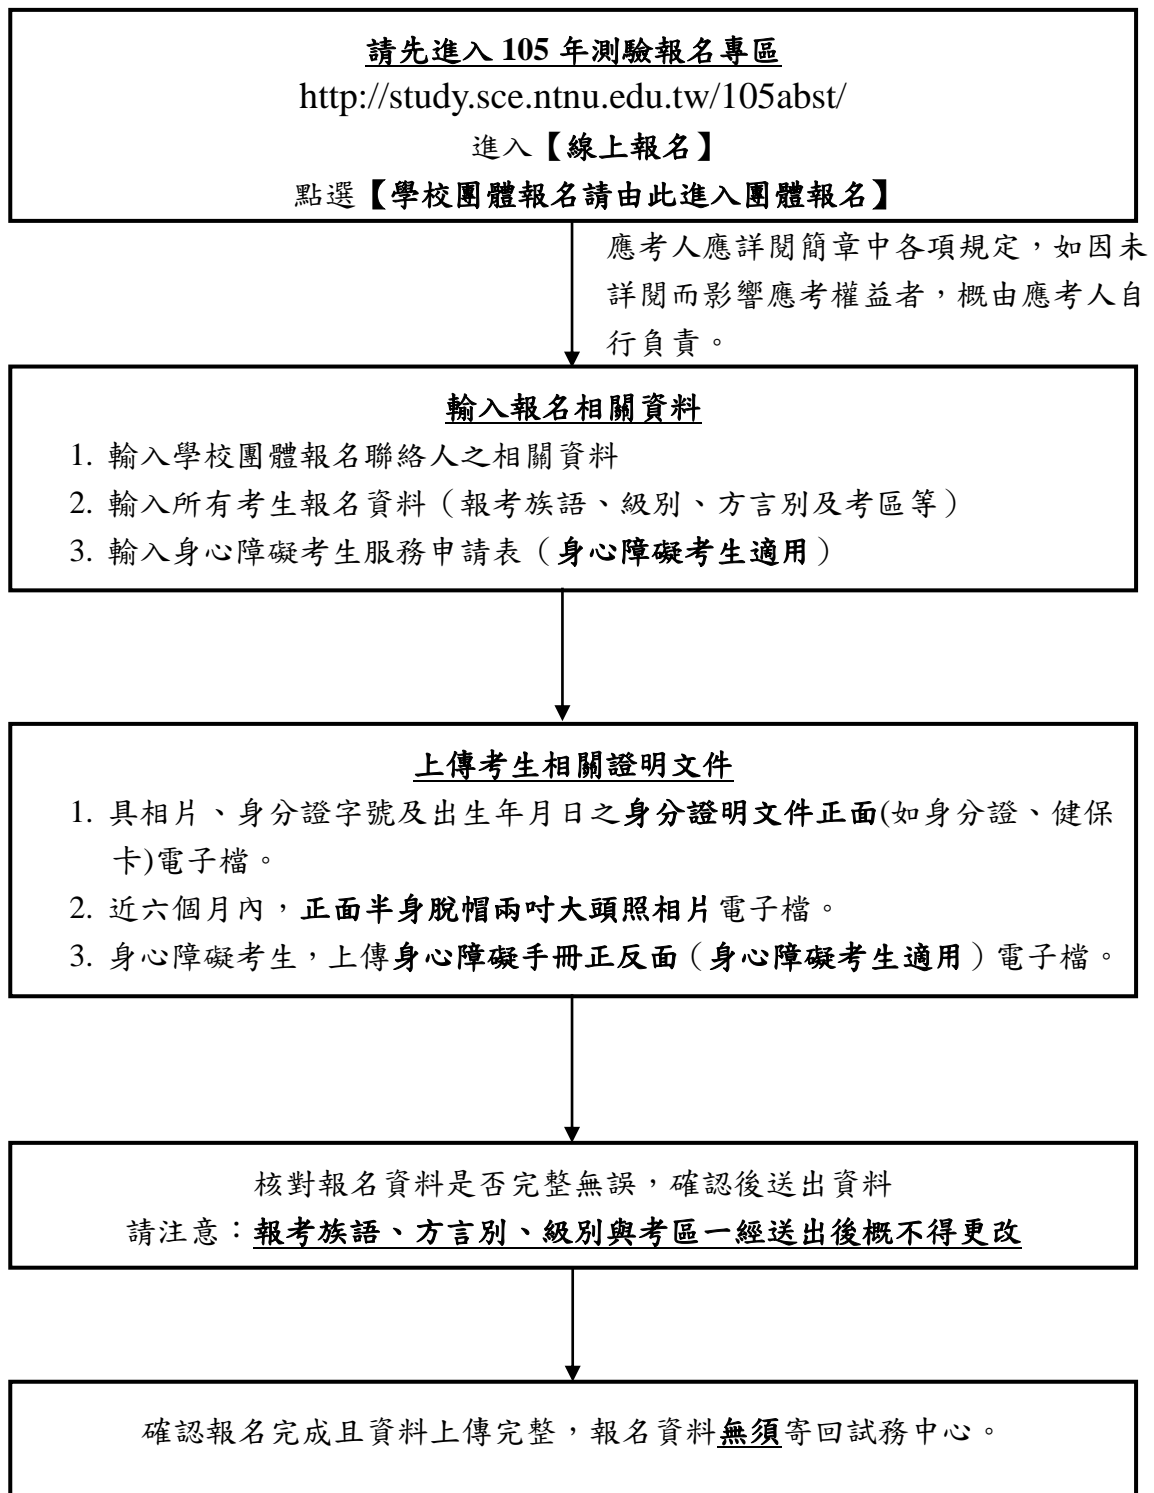 請先進入 105 年測驗報名專區
http://study.sce.ntnu.edu.tw/105abst/
進入【線上報名】
點選【學校團體報名請由此進入團體報名】
應考人應詳閱簡章中各項規定，如因未
詳閱而影響應考權益者，概由應考人自
行負責。
輸入報名相關資料
1. 輸入學校團體報名聯絡人之相關資料
2. 輸入所有考生報名資料（報考族語、級別、方言別及考區等）
3. 輸入身心障礙考生服務申請表（身心障礙考生適用）
上傳考生相關證明文件
1. 具相片、身分證字號及出生年月日之身分證明文件正面(如身分證、健保
卡)電子檔。
2. 近六個月內，正面半身脫帽兩吋大頭照相片電子檔。
3. 身心障礙考生，上傳身心障礙手冊正反面（身心障礙考生適用）電子檔。
核對報名資料是否完整無誤，確認後送出資料
請注意：報考族語、方言別、級別與考區一經送出後概不得更改
確認報名完成且資料上傳完整，報名資料無須寄回試務中心。